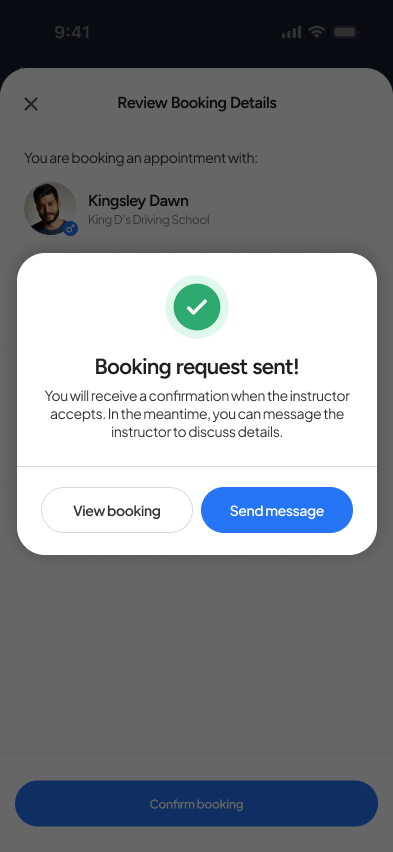 9:41
Review Booking Details
You are booking an appointment with:
Kingsley Dawn
King D's Driving School
Booking request sent!
You will receive a confirmation when the instructor
accepts. In the meantime, you can message the
instructor to discuss details.
View booking
Send message
Confirm booking